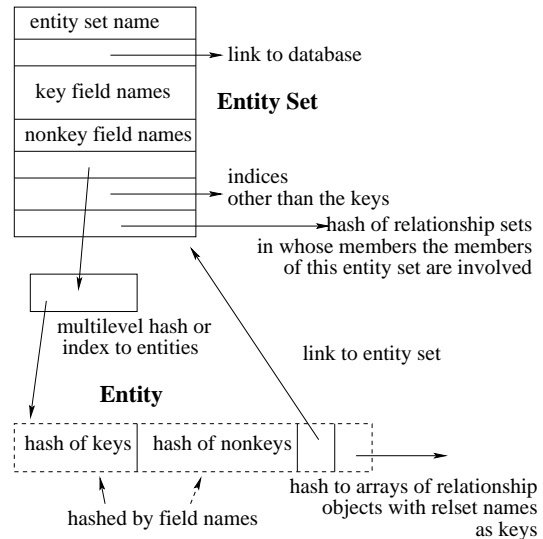 entity set name
link to database
key field names
Entity Set
nonkey field names
indices
other than the keys
hash of relationship sets
in whose members the members
of this entity set are involved
multilevel hash or
index to entities
link to entity set
Entity
hash of keys
hash of nonkeys
hash to arrays of relationship
objects with relset names
as keys
hashed by field names